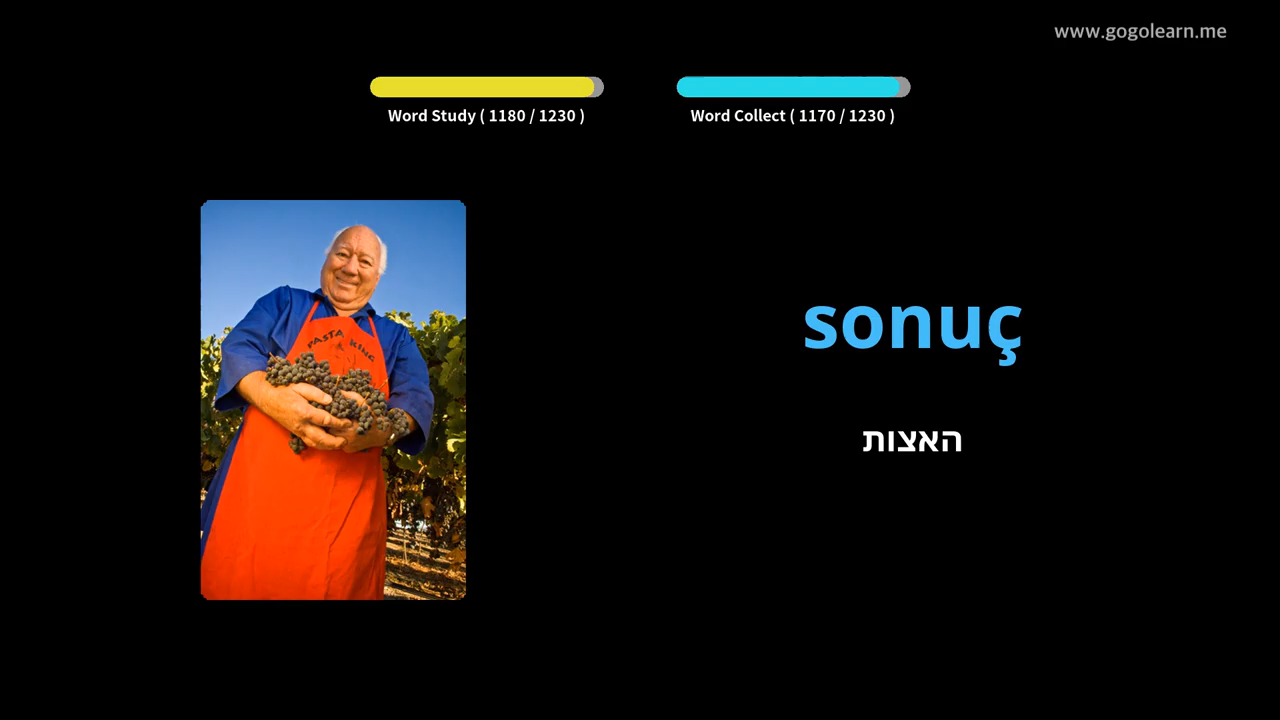 www.gogolearn.me
Word Study ( 1180 / 1230 )
Word Collect ( 1170 / 1230 )
PASTA KING
sonuç
האצות